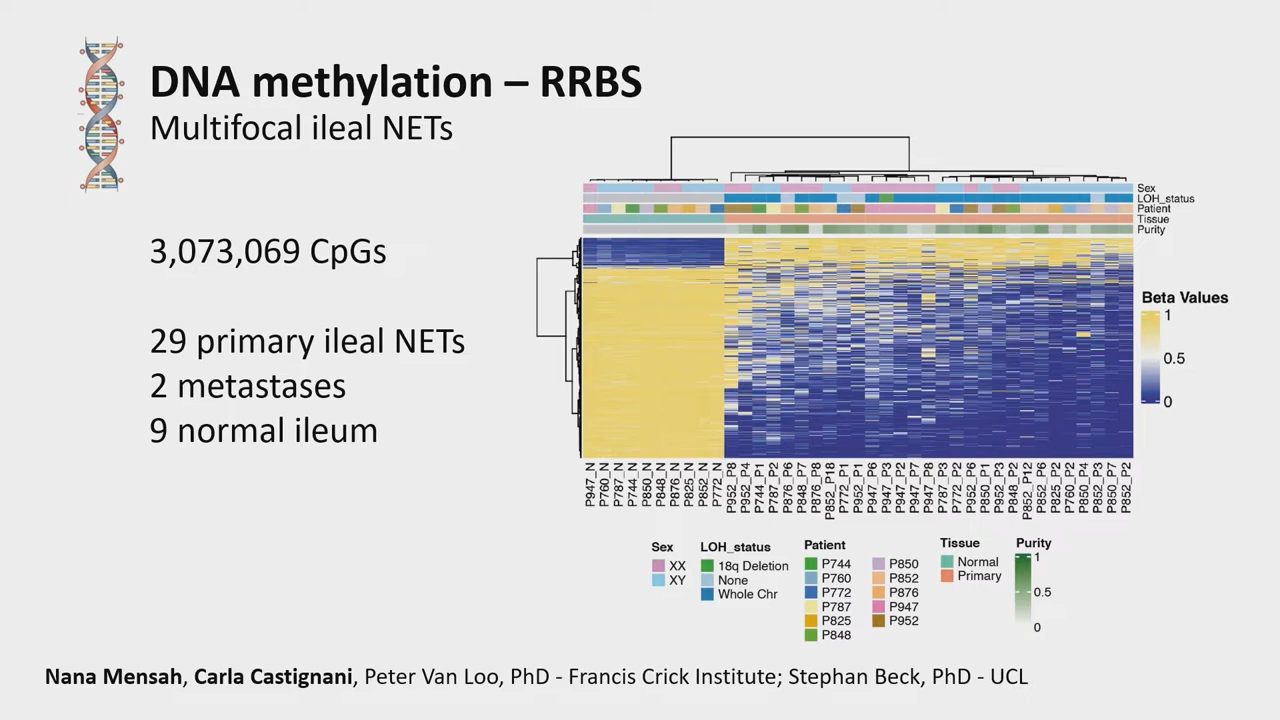 DNA methylation – RRBS
Multifocal ileal NETs
3,073,069 CpGs
29 primary ileal NETs
2 metastases
9 normal ileum
Sex
LOH_status
Patient
Tissue
Purity
Beta Values
1
0.5
0
P947_N
P760_N
P787_N
P744_N
P850_N
P848_N
P876_N
P825_N
P852_N
P772_N
P952_P8
P952_P4
P744_P1
P787_P2
P876_P6
P848_P7
P876_P8
P852_P18
P772_P1
P952_P1
P947_P6
P947_P3
P947_P2
P947_P7
P947_P8
P787_P3
P772_P2
P952_P6
P850_P1
P952_P3
P848_P2
P852_P12
P852_P6
P825_P2
P760_P2
P850_P4
P852_P3
P850_P7
P852_P2
Sex
XX
XY
LOH_status
18q Deletion
None
Whole Chr
Patient
P744
P760
P772
P787
P825
P848
P850
P852
P876
P947
P952
Tissue
Normal
Primary
Purity
1
0.5
0
Nana Mensah, Carla Castignani, Peter Van Loo, PhD - Francis Crick Institute; Stephan Beck, PhD - UCL